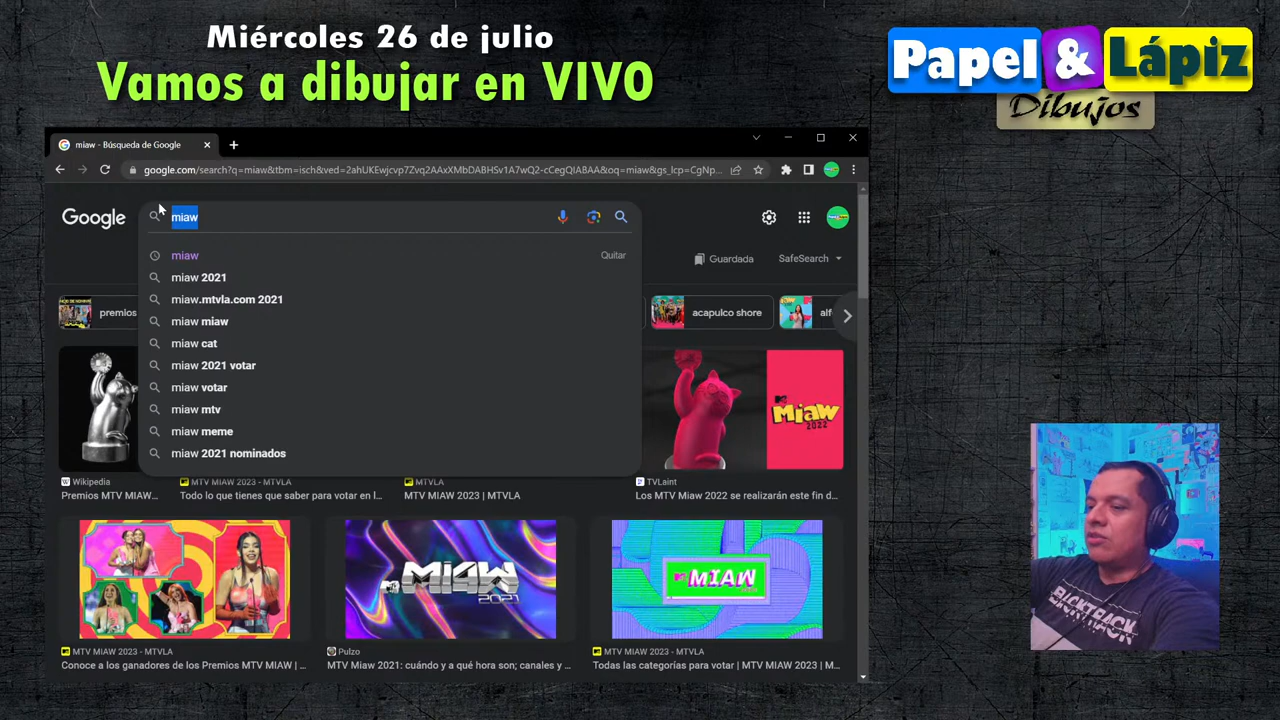 Miércoles 26 de julio
Vamos a dibujar en VIVO
Papel & Lápiz
Dibujos
miaw - Búsqueda de Google
google.com/search?q=miaw&tbm=isch&ved=2ahUKEwjcvp7Zvq2AAxXMbDABHSv1A7wQ2-cCegQIABAA&oq=miaw&gs_lcp=CgNp...
Google
miaw
miaw
Quitar
miaw 2021
miaw.mtvla.com 2021
miaw miaw
miaw cat
miaw 2021 votar
miaw votar
miaw mtv
miaw meme
miaw 2021 nominados
Guardada
SafeSearch
premios
acapulco shore
alf
MIAW
2022
Wikipedia
Premios MTV MIAW...
MTV MIAW 2023 - MTVLA
Todo lo que tienes que saber para votar en l...
MTVLA
MTV MIAW 2023 | MTVLA
TVLaint
Los MTV Miaw 2022 se realizarán este fin d...
MIAW
2021
MIAW
MTV MIAW 2023 - MTVLA
Conoce a los ganadores de los Premios MTV MIAW | ...
Pulzo
MTV Miaw 2021: cuándo y a qué hora son; canales y ...
MTV MIAW 2023 - MTVLA
Todas las categorías para votar | MTV MIAW 2023 | M...
BACKTRACK